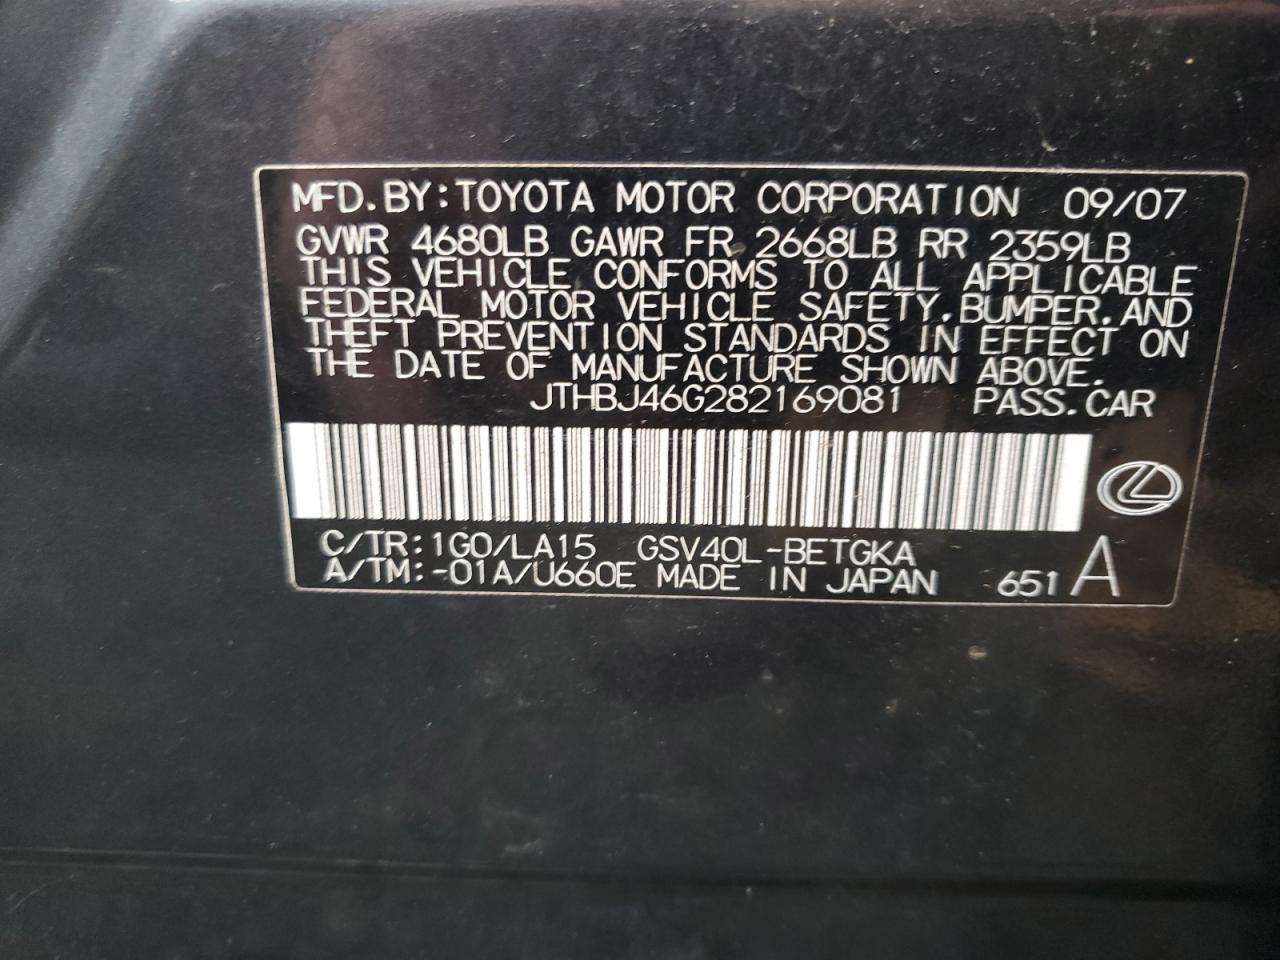 MFD. BY: TOYOTA MOTOR CORPORATION 09/07
GVWR 4680LB GAWR FR 2668LB RR 2359LB
THIS VEHICLE CONFORMS TO ALL APPLICABLE
FEDERAL MOTOR VEHICLE SAFETY, BUMPER, AND
THEFT PREVENTION STANDARDS IN EFFECT ON
THE DATE OF MANUFACTURE SHOWN ABOVE.
JTHBJ46G282169081 PASS. CAR
C/TR: 1G0/LA15 GSV40L-BETGKA
A/TM: -01A/U660E MADE IN JAPAN 651 A